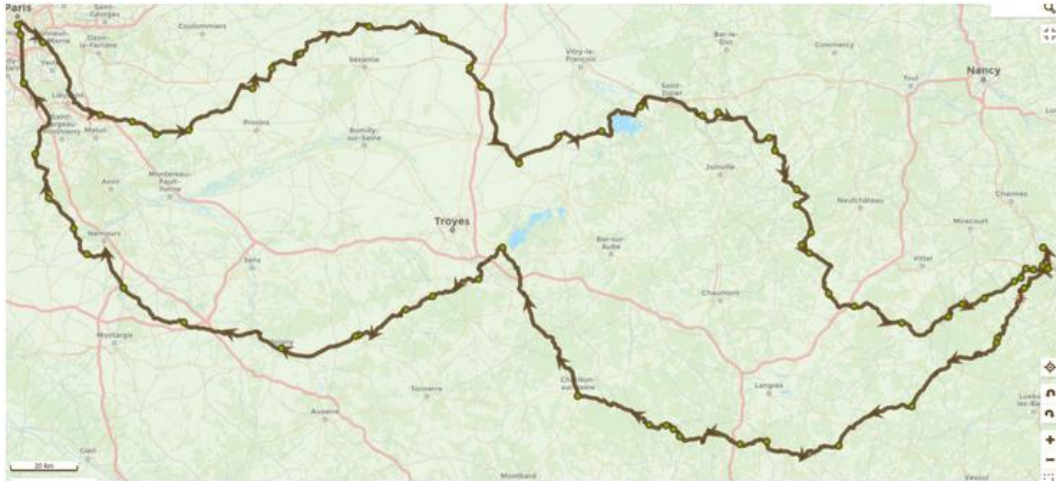 Paris
Saint-
Georges
Coulommiers
Bar-le-
Duc
Commercy
Vitry-le-
François
Sézanne
Toul
Nancy
Saint-
Dizier
Melun
Provins
Romilly-
sur-Seine
Joinville
Avon
Montereau-
Fault-
Yonne
Charmes
Neufchâteau
Mirecourt
Troyes
Nemours
Bar-sur-
Aube
Sens
Vittel
Chaumont
Montargis
Tonnerre
Châtillon-
sur-Seine
Langres
Auxerre
Gien
20 km
Montbard
Vesoul